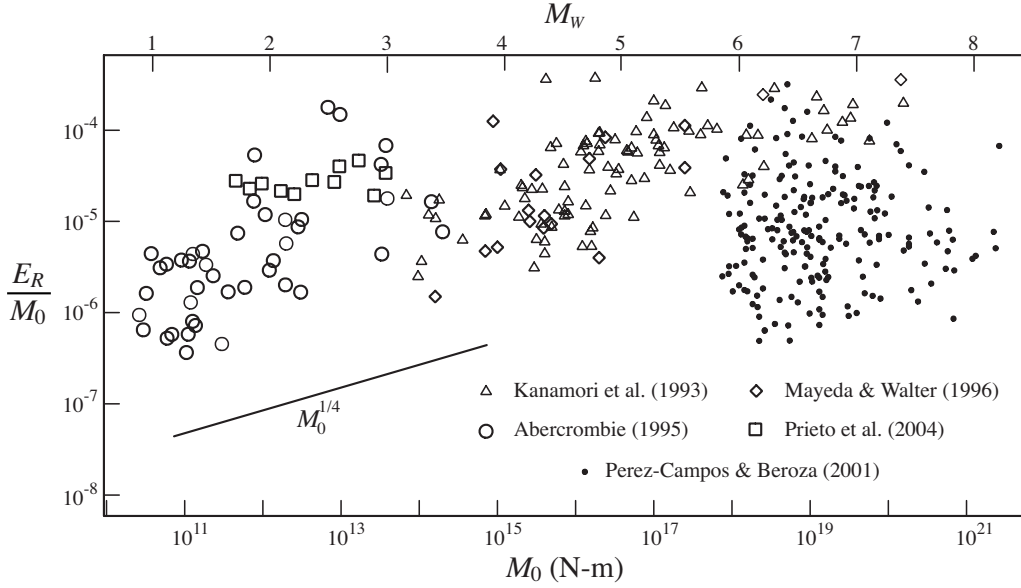 M_W
1 2 3 4 5 6 7 8
10^-4
10^-5
E_R
M_0
10^-6
10^-7
10^-8
M_0^{1/4}
Kanamori et al. (1993)
Mayeda & Walter (1996)
Abercrombie (1995)
Prieto et al. (2004)
Perez-Campos & Beroza (2001)
10^11 10^13 10^15 10^17 10^19 10^21
M_0 (N-m)